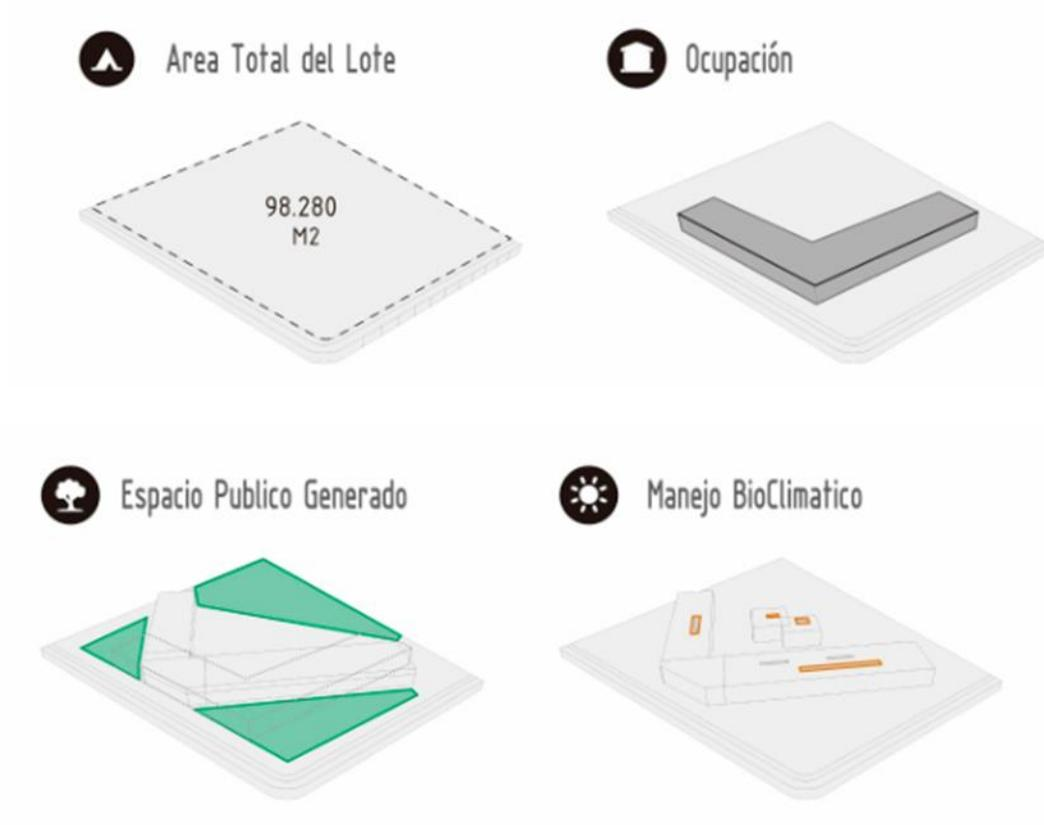 Area Total del Lote
Ocupación
98.280
M2
Espacio Publico Generado
Manejo BioClimatico